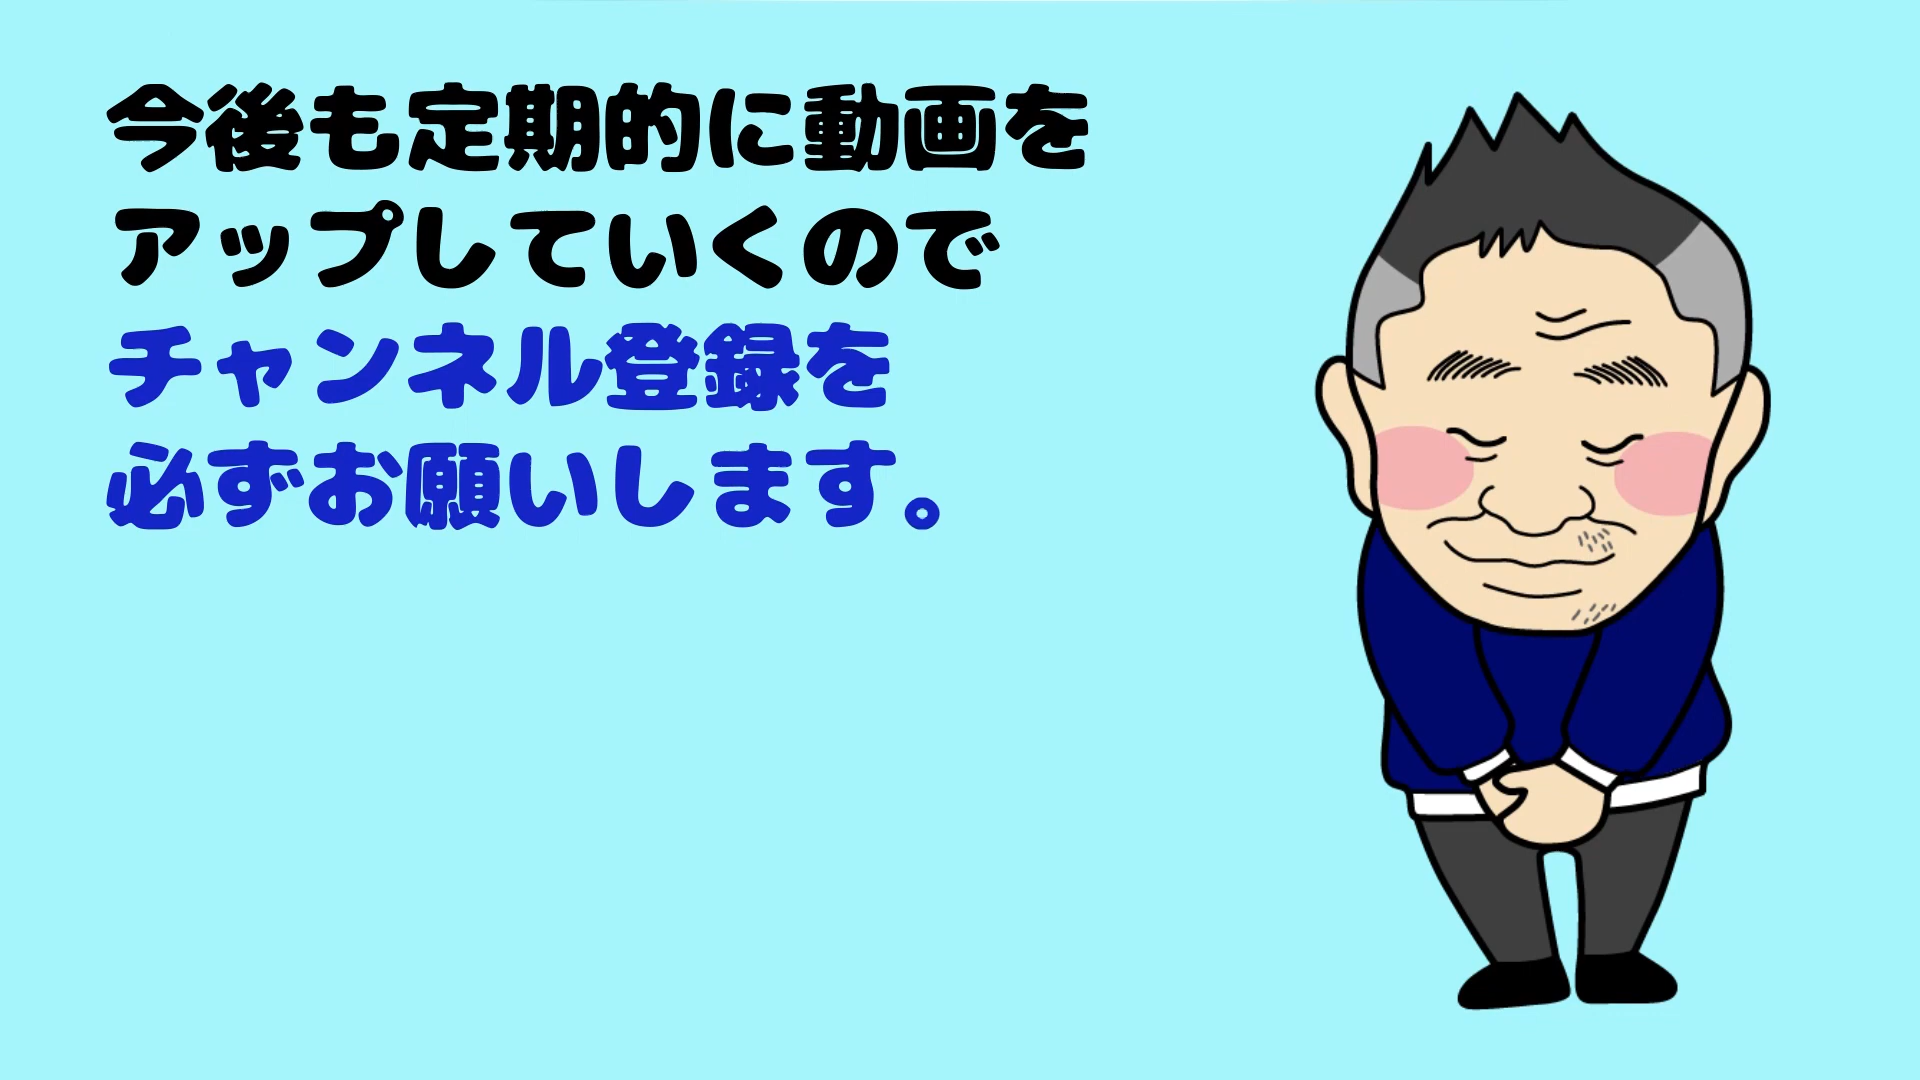 今後も定期的に動画を
アップしていくので
チャンネル登録を
必ずお願いします。